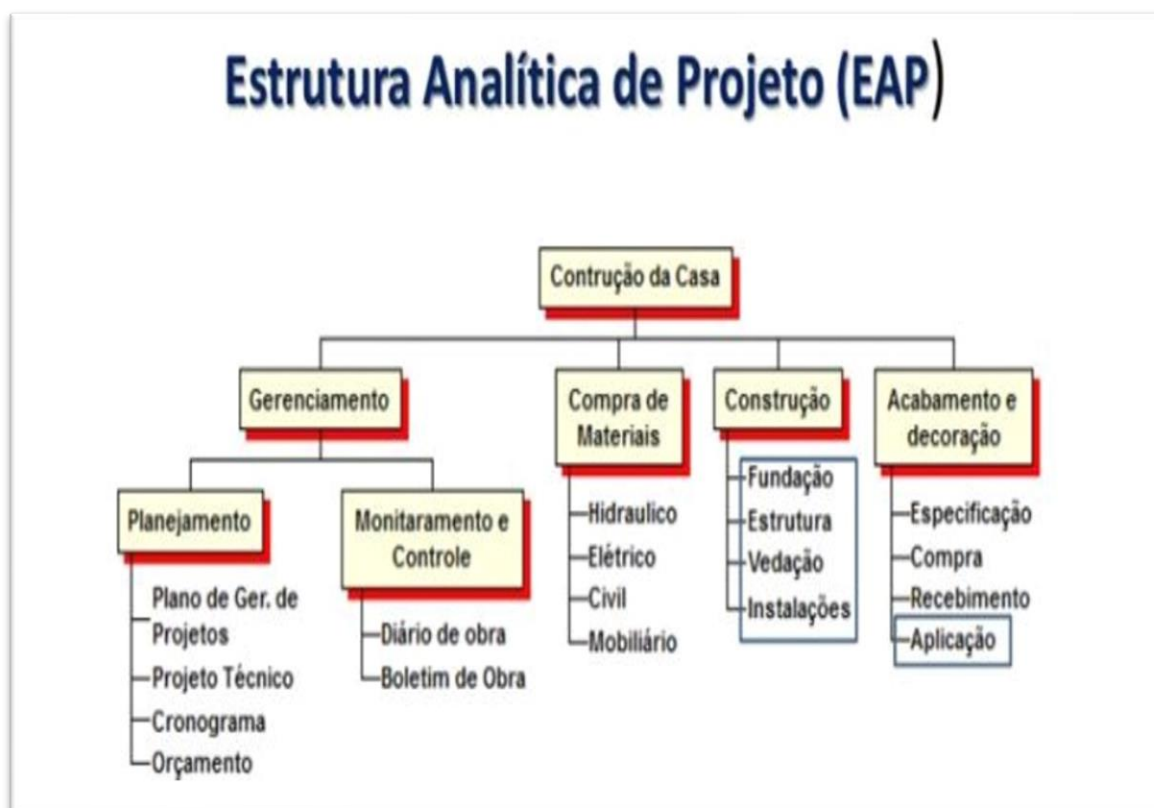 Estrutura Analítica de Projeto (EAP)
Contrução da Casa
Gerenciamento
Compra de
Materiais
Construção
Acabamento e
decoração
Planejamento
Monitaramento e
Controle
Plano de Ger. de
Projetos
Projeto Técnico
Cronograma
Orçamento
Diário de obra
Boletim de Obra
Hidraulico
Elétrico
Civil
Mobiliário
Fundação
Estrutura
Vedação
Instalações
Especificação
Compra
Recebimento
Aplicação